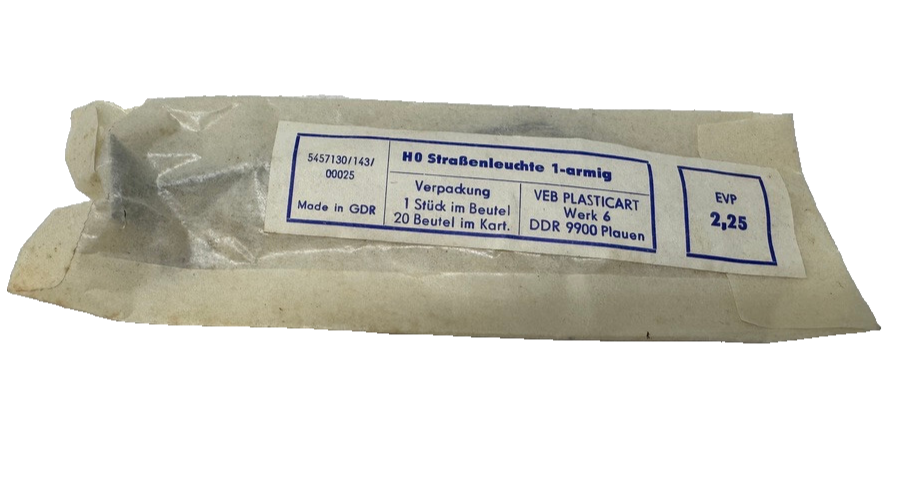 5457130/143/
00025
Made in GDR
H0 Straßenleuchte 1-armig
Verpackung
1 Stück im Beutel
20 Beutel im Kart.
VEB PLASTICART
Werk 6
DDR 9900 Plauen
EVP
2,25